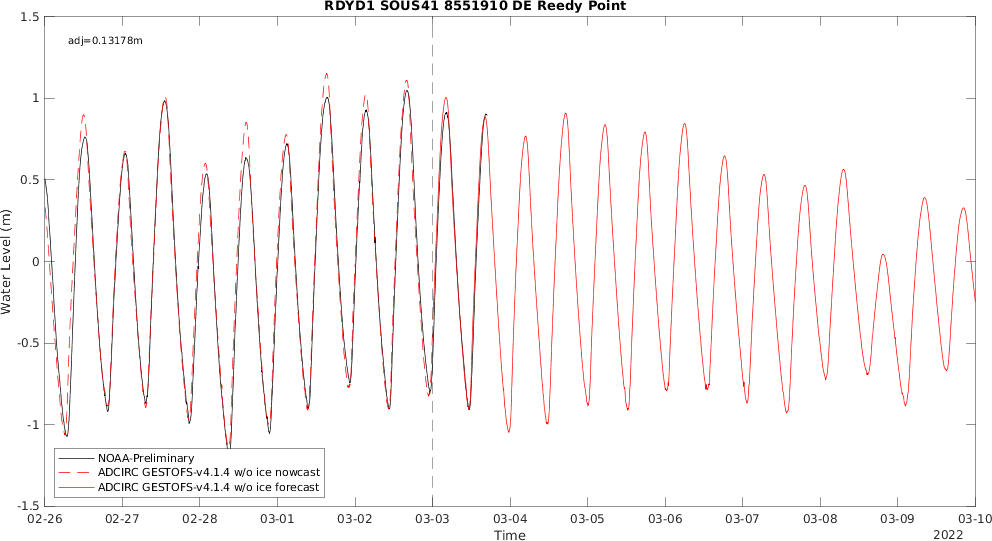 RDYD1 SOUS41 8551910 DE Reedy Point
1.5
adj=0.13178m
1
0.5
0
-0.5
-1
-1.5
Water Level (m)
NOAA-Preliminary
ADCIRC GESTOFS-v4.1.4 w/o ice nowcast
ADCIRC GESTOFS-v4.1.4 w/o ice forecast
02-26 02-27 02-28 03-01 03-02 03-03 03-04 03-05 03-06 03-07 03-08 03-09 03-10
Time
2022